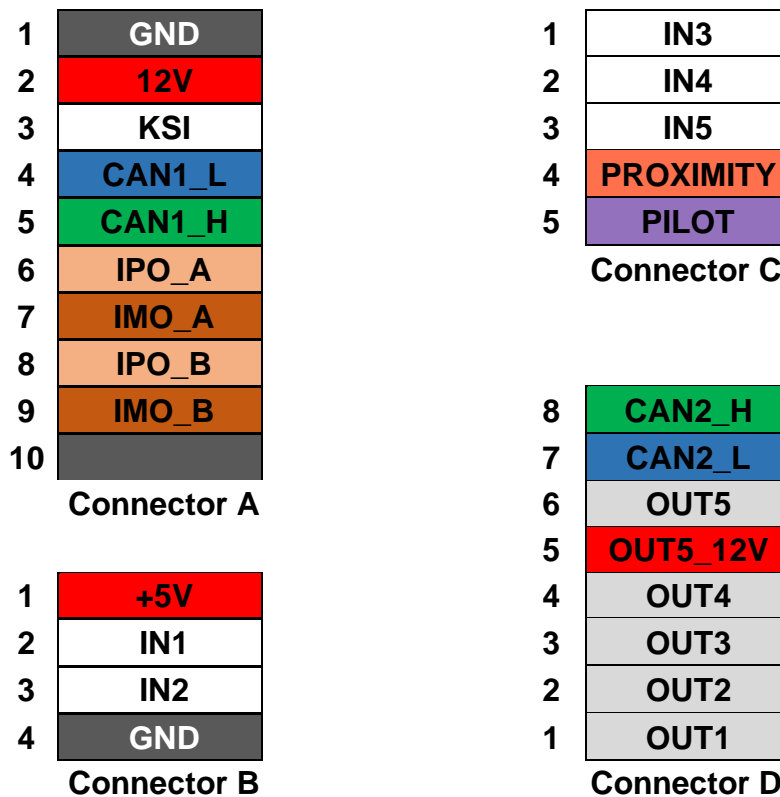 1 GND
2 12V
3 KSI
4 CAN1_L
5 CAN1_H
6 IPO_A
7 IMO_A
8 IPO_B
9 IMO_B
10
Connector A
1 +5V
2 IN1
3 IN2
4 GND
Connector B
1 IN3
2 IN4
3 IN5
4 PROXIMITY
5 PILOT
Connector C
8 CAN2_H
7 CAN2_L
6 OUT5
5 OUT5_12V
4 OUT4
3 OUT3
2 OUT2
1 OUT1
Connector D